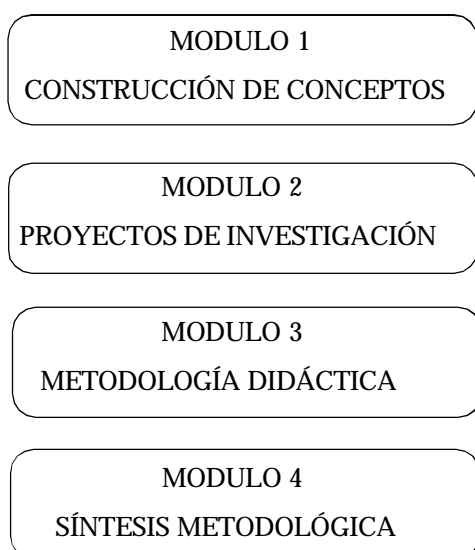 MODULO 1
CONSTRUCCIÓN DE CONCEPTOS
MODULO 2
PROYECTOS DE INVESTIGACIÓN
MODULO 3
METODOLOGÍA DIDÁCTICA
MODULO 4
SÍNTESIS METODOLÓGICA